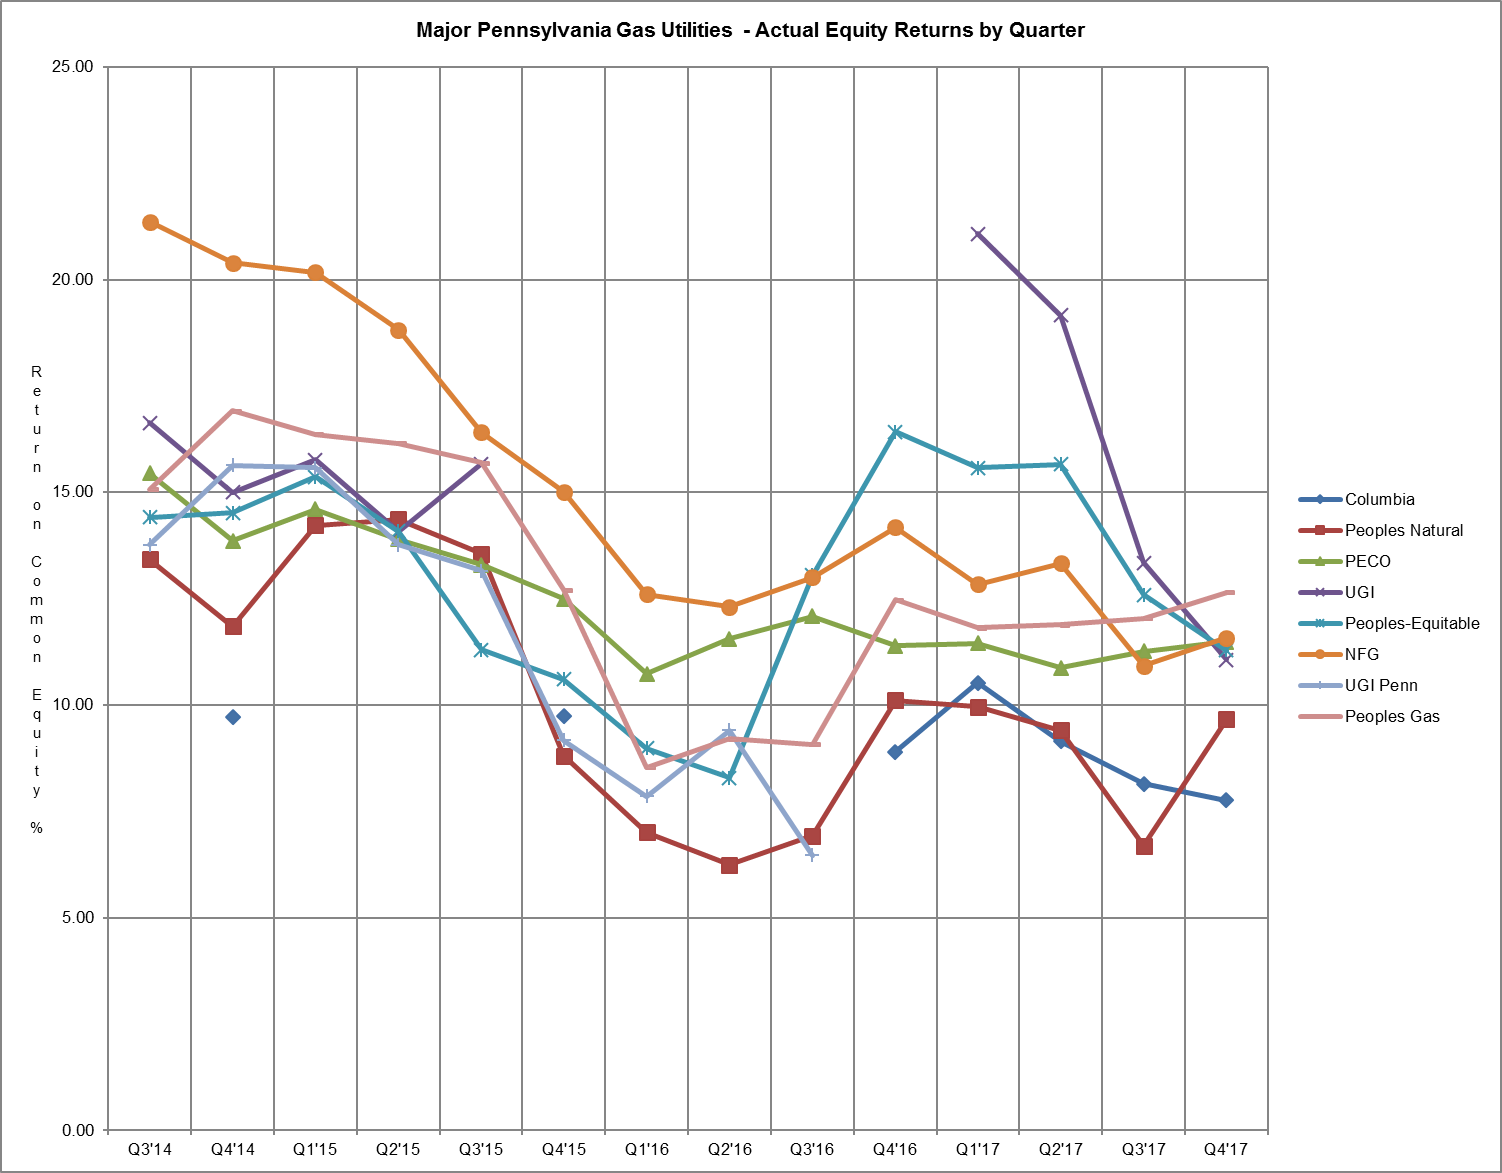 Major Pennsylvania Gas Utilities - Actual Equity Returns by Quarter
25.00
20.00
15.00
10.00
5.00
0.00
Return on Common Equity %
Q3'14 Q4'14 Q1'15 Q2'15 Q3'15 Q4'15 Q1'16 Q2'16 Q3'16 Q4'16 Q1'17 Q2'17 Q3'17 Q4'17
Columbia
Peoples Natural
PECO
UGI
Peoples-Equitable
NFG
UGI Penn
Peoples Gas